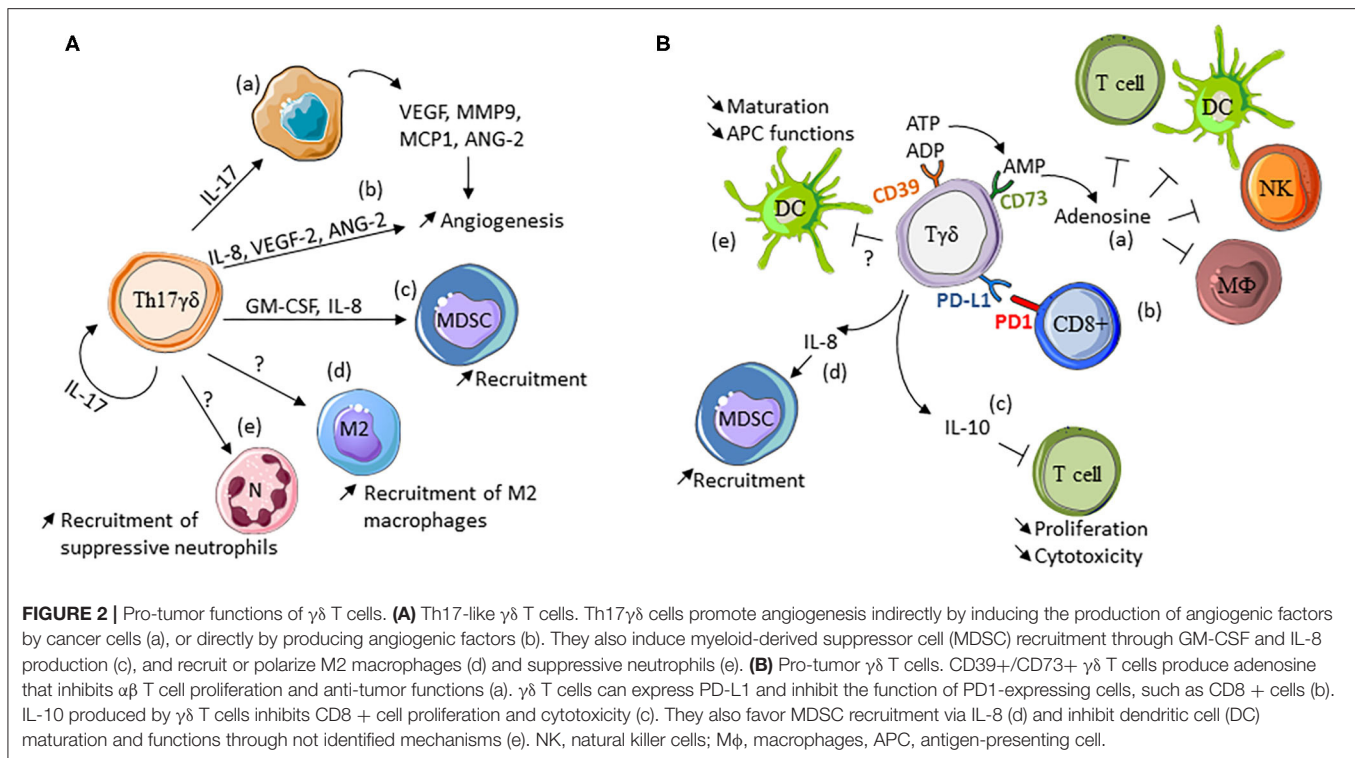 A
(a)
VEGF, MMP9,
MCP1, ANG-2
IL-17
(b)
↗ Angiogenesis
IL-8, VEGF-2, ANG-2
Th17γδ
GM-CSF, IL-8
(c)
MDSC
↗ Recruitment
IL-17
?
?
(d)
M2
↗ Recruitment of M2
macrophages
(e)
N
↗ Recruitment of
suppressive neutrophils
B
↘ Maturation
↘ APC functions
DC
(e)
?
ATP
ADP
AMP
CD39
CD73
Tγδ
Adenosine
(a)
T cell
DC
NK
MΦ
PD-L1
PD1
CD8+
(b)
IL-8
(d)
MDSC
↗ Recruitment
(c)
IL-10
T cell
↘ Proliferation
↘ Cytotoxicity
FIGURE 2 | Pro-tumor functions of γδ T cells. (A) Th17-like γδ T cells. Th17γδ cells promote angiogenesis indirectly by inducing the production of angiogenic factors
by cancer cells (a), or directly by producing angiogenic factors (b). They also induce myeloid-derived suppressor cell (MDSC) recruitment through GM-CSF and IL-8
production (c), and recruit or polarize M2 macrophages (d) and suppressive neutrophils (e). (B) Pro-tumor γδ T cells. CD39+/CD73+ γδ T cells produce adenosine
that inhibits αβ T cell proliferation and anti-tumor functions (a). γδ T cells can express PD-L1 and inhibit the function of PD1-expressing cells, such as CD8 + cells (b).
IL-10 produced by γδ T cells inhibits CD8 + cell proliferation and cytotoxicity (c). They also favor MDSC recruitment via IL-8 (d) and inhibit dendritic cell (DC)
maturation and functions through not identified mechanisms (e). NK, natural killer cells; Mϕ, macrophages, APC, antigen-presenting cell.